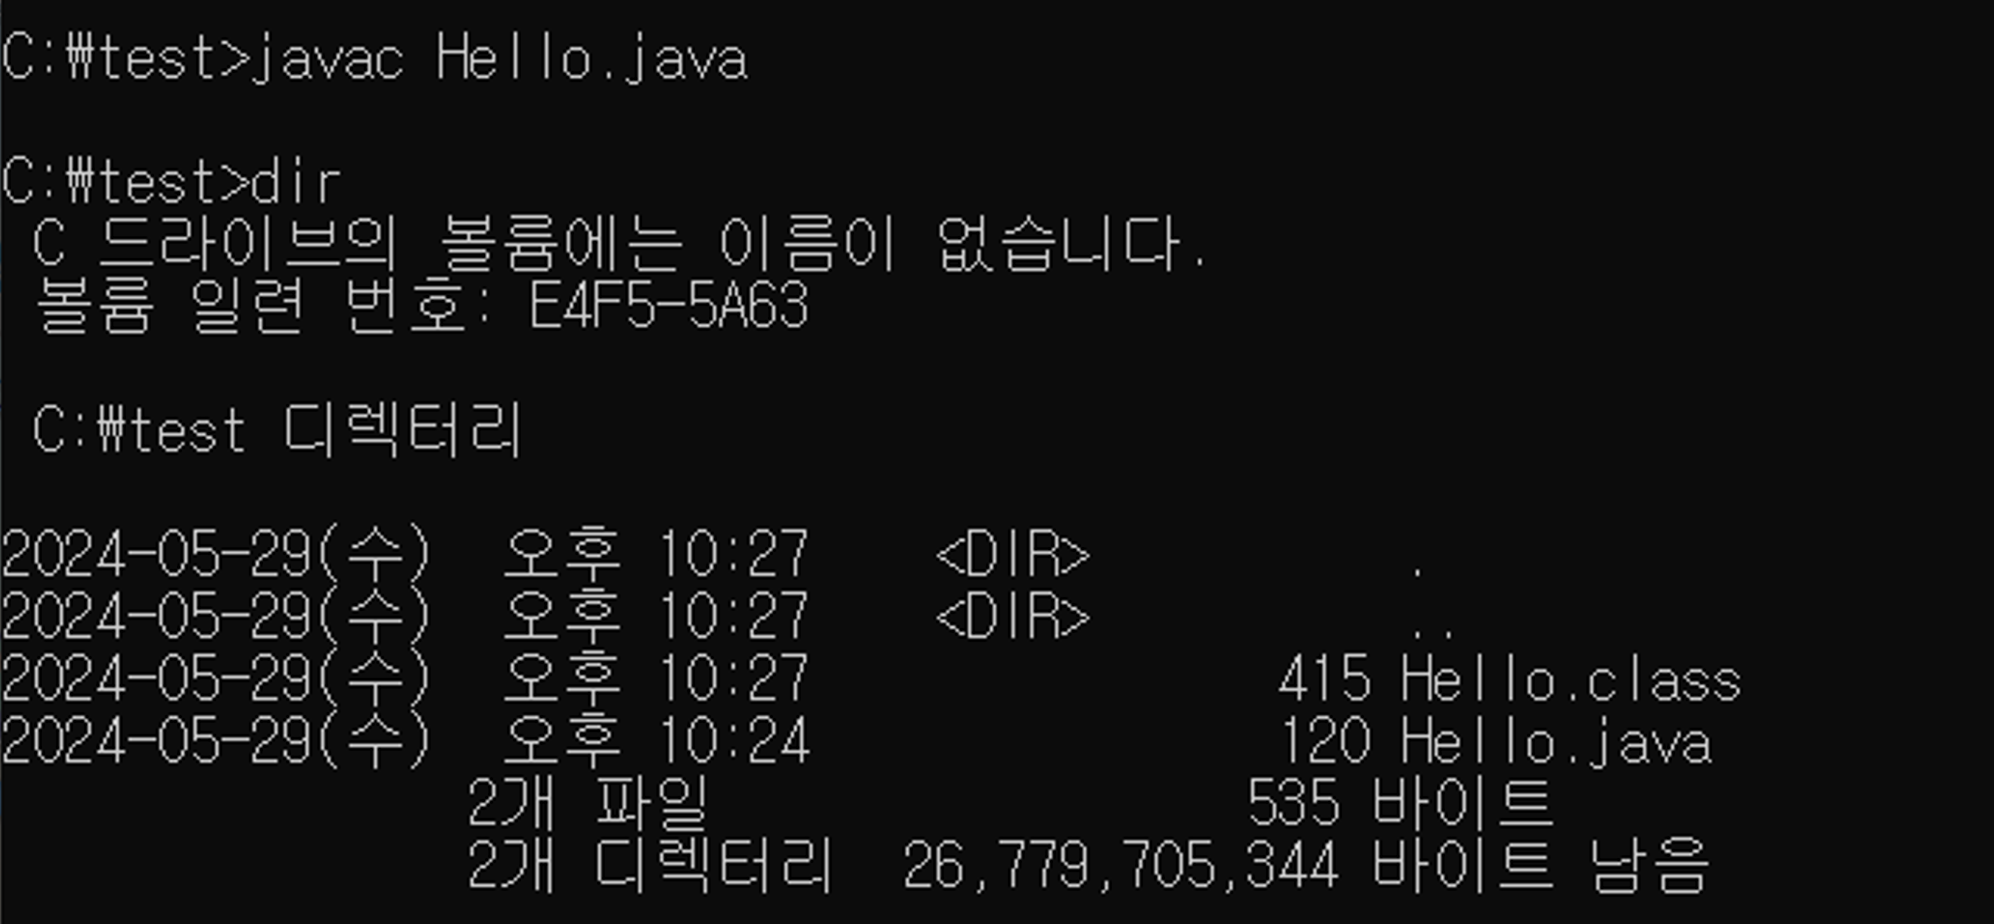 C:₩test>javac Hello.java
C:₩test>dir
C 드라이브의 볼륨에는 이름이 없습니다.
볼륨 일련 번호: E4F5-5A63
C:₩test 디렉터리
2024-05-29(수)  오후 10:27    <DIR>          .
2024-05-29(수)  오후 10:27    <DIR>          ..
2024-05-29(수)  오후 10:27               415 Hello.class
2024-05-29(수)  오후 10:24               120 Hello.java
2개 파일                 535 바이트
2개 디렉터리  26,779,705,344 바이트 남음